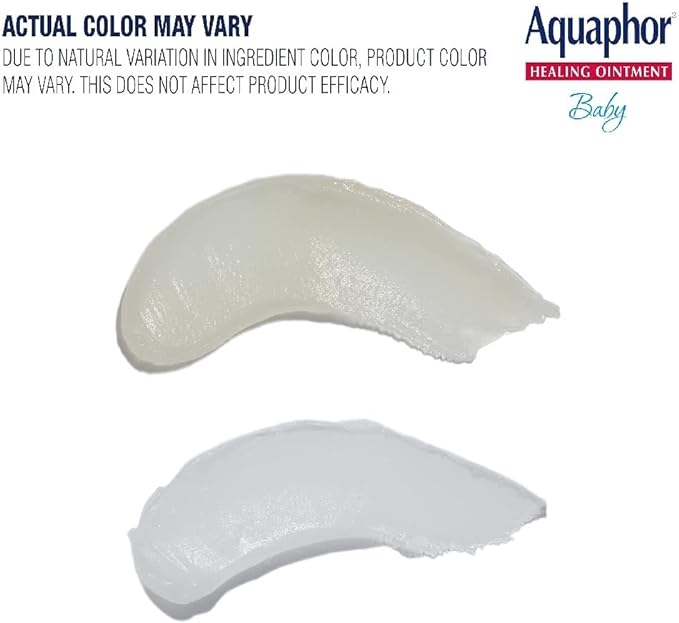 ACTUAL COLOR MAY VARY
DUE TO NATURAL VARIATION IN INGREDIENT COLOR, PRODUCT COLOR
MAY VARY. THIS DOES NOT AFFECT PRODUCT EFFICACY.
Aquaphor
HEALING OINTMENT
Baby